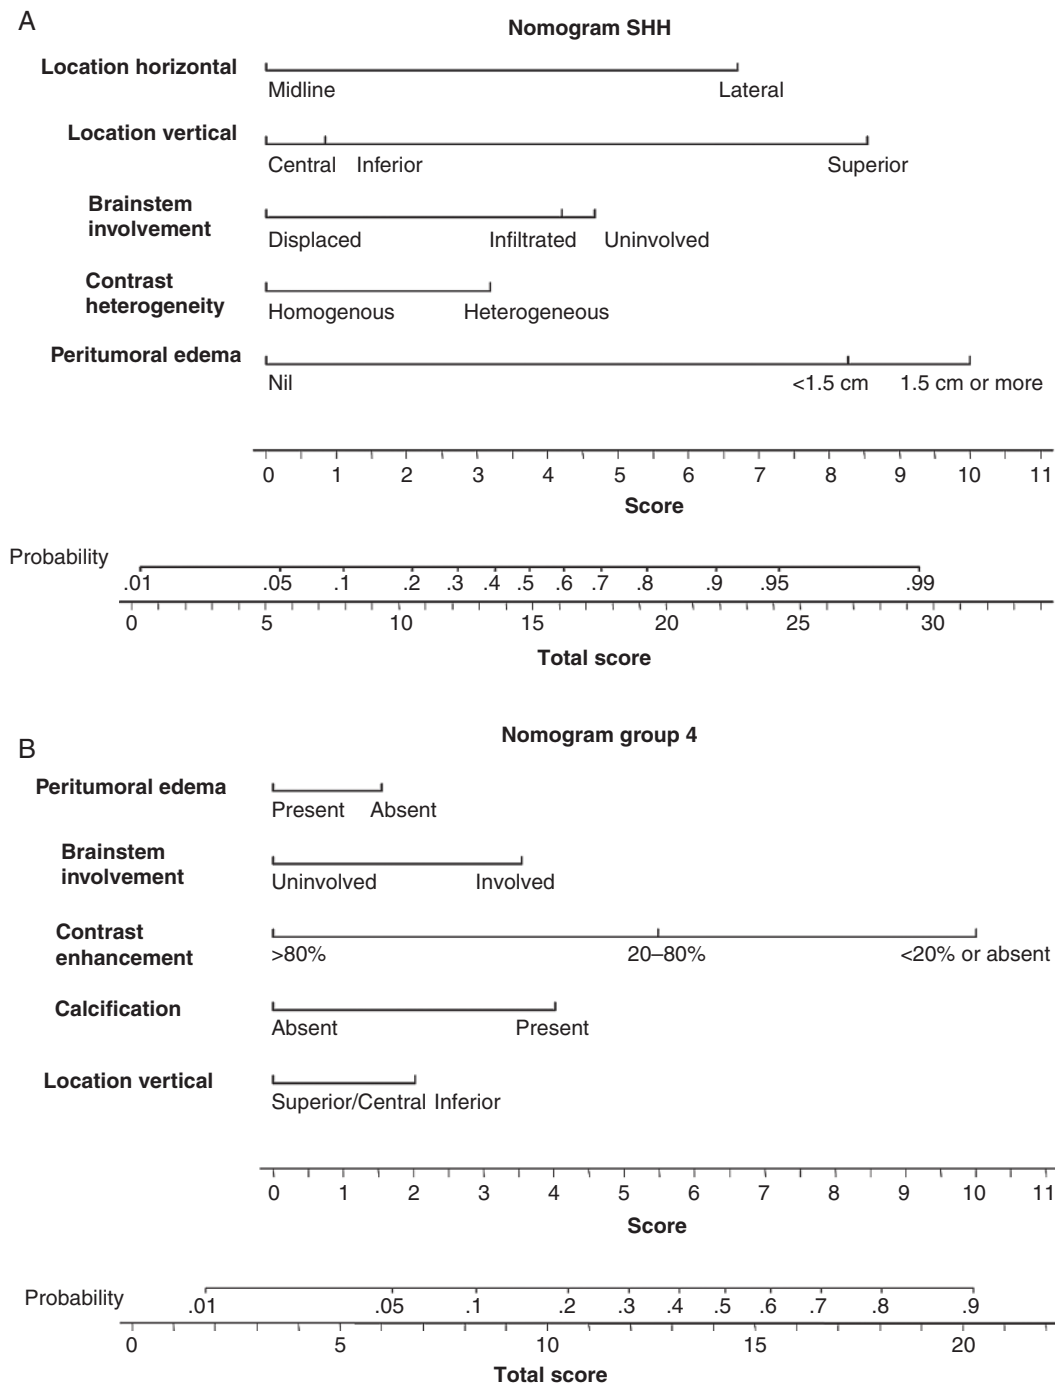 A
Nomogram SHH
Location horizontal
Midline Lateral
Location vertical
Central Inferior Superior
Brainstem
involvement
Displaced Infiltrated Uninvolved
Contrast
heterogeneity
Homogenous Heterogeneous
Peritumoral edema
Nil <1.5 cm 1.5 cm or more
0 1 2 3 4 5 6 7 8 9 10 11
Score
Probability
.01 .05 .1 .2 .3 .4 .5 .6 .7 .8 .9 .95 .99
0 5 10 15 20 25 30
Total score
B
Nomogram group 4
Peritumoral edema
Present Absent
Brainstem
involvement
Uninvolved Involved
Contrast
enhancement
>80% 20–80% <20% or absent
Calcification
Absent Present
Location vertical
Superior/Central Inferior
0 1 2 3 4 5 6 7 8 9 10 11
Score
Probability
.01 .05 .1 .2 .3 .4 .5 .6 .7 .8 .9
0 5 10 15 20
Total score